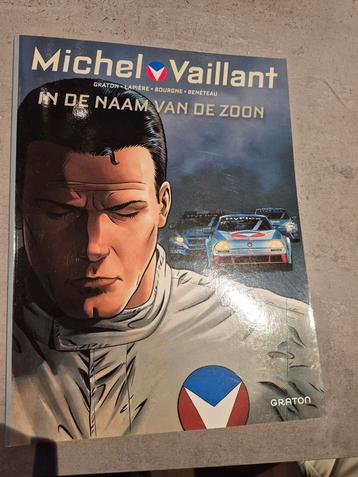 Michel Vaillant
GRATON • LAPIÈRE • BOURGNE • BENÉTEAU
IN DE NAAM VAN DE ZOON
GRATON